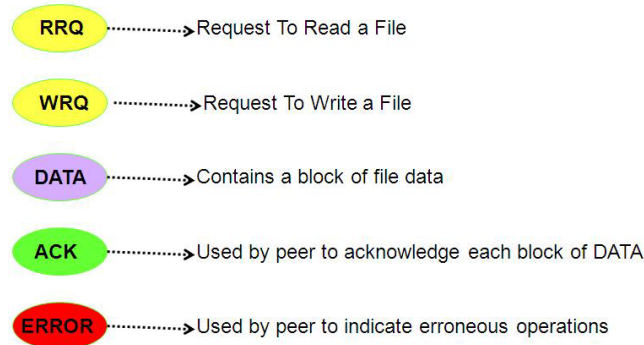 RRQ Request To Read a File
WRQ Request To Write a File
DATA Contains a block of file data
ACK Used by peer to acknowledge each block of DATA
ERROR Used by peer to indicate erroneous operations